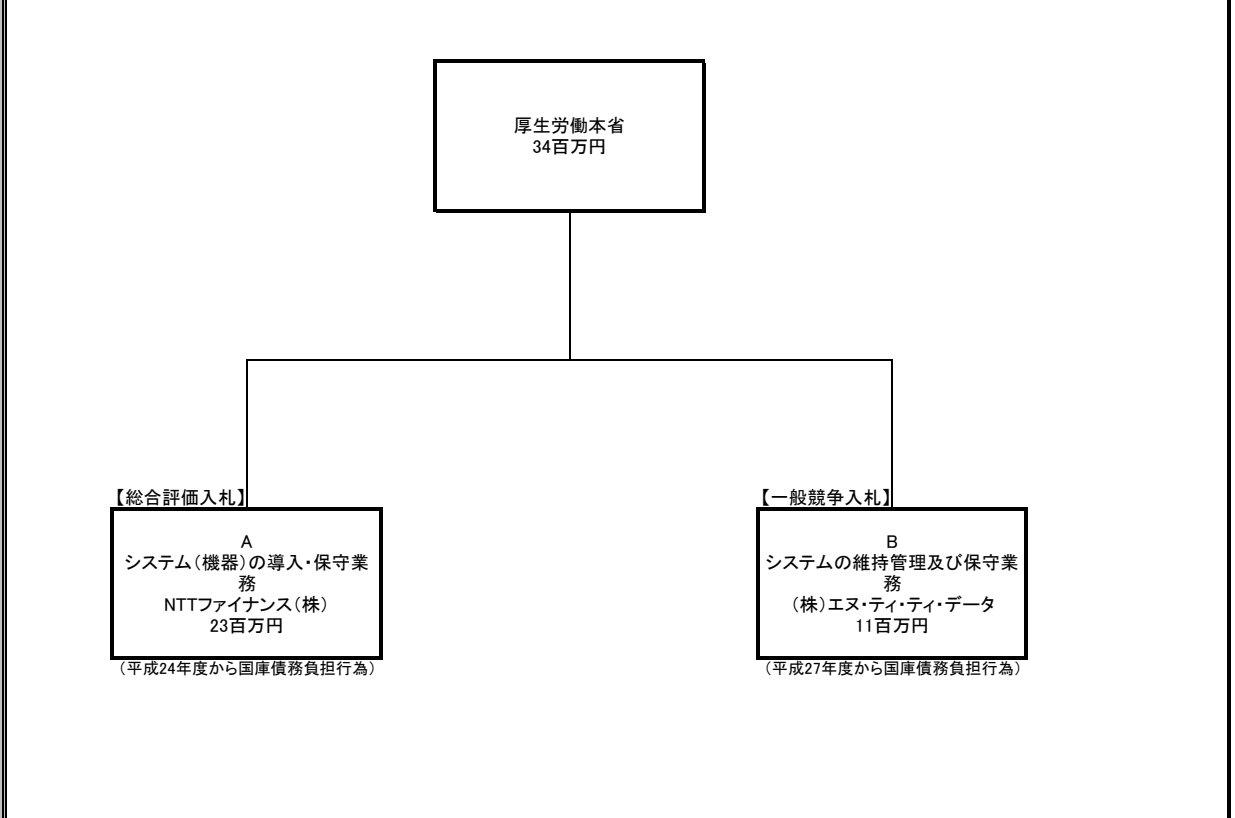 厚生労働本省
34百万円
【総合評価入札】
A
システム（機器）の導入・保守業
務
NTTファイナンス（株）
23百万円
（平成24年度から国庫債務負担行為）
【一般競争入札】
B
システムの維持管理及び保守業
務
（株）エヌ・ティ・ティ・データ
11百万円
（平成27年度から国庫債務負担行為）